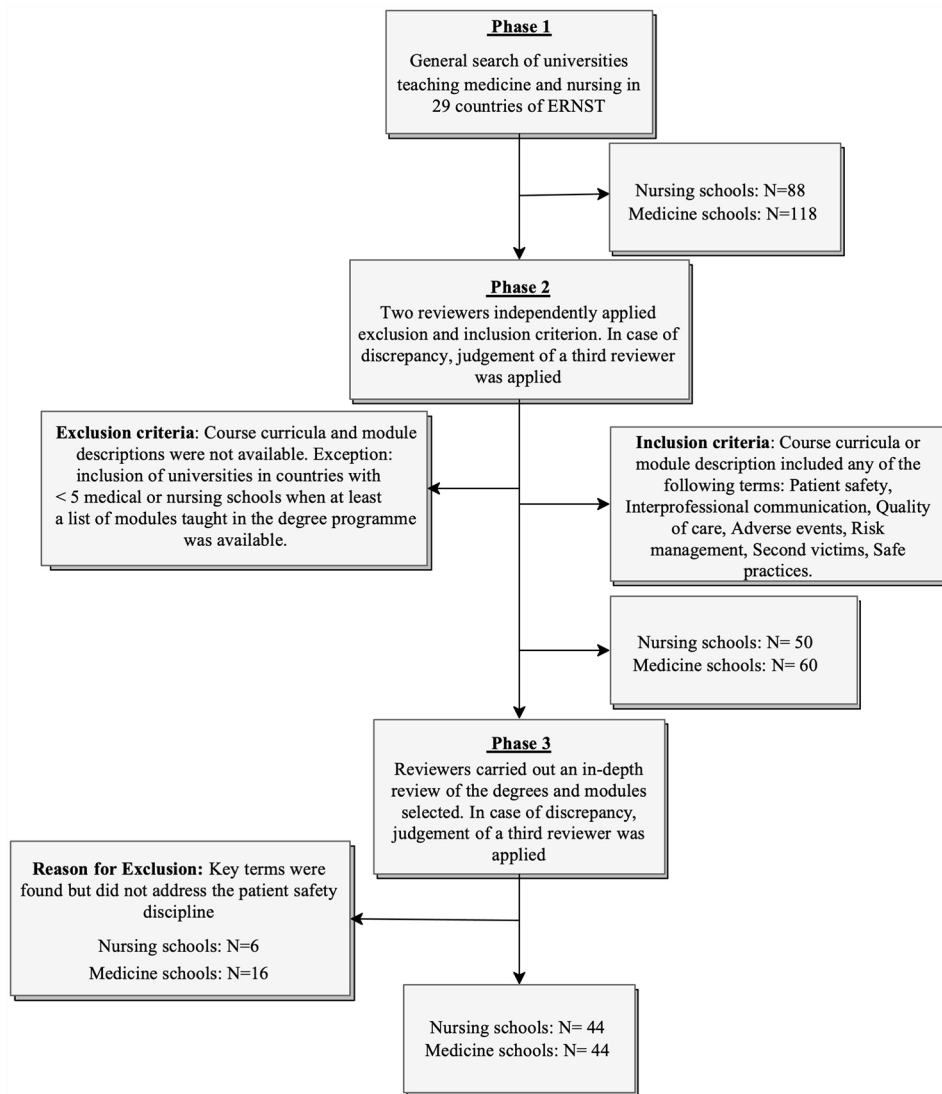 Phase 1
General search of universities
teaching medicine and nursing in
29 countries of ERNST
Nursing schools: N=88
Medicine schools: N=118
Phase 2
Two reviewers independently applied
exclusion and inclusion criterion. In case of
discrepancy, judgement of a third reviewer
was applied
Exclusion criteria: Course curricula and module
descriptions were not available. Exception:
inclusion of universities in countries with
< 5 medical or nursing schools when at least
a list of modules taught in the degree programme
was available.
Inclusion criteria: Course curricula or
module description included any of the
following terms: Patient safety,
Interprofessional communication, Quality
of care, Adverse events, Risk
management, Second victims, Safe
practices.
Nursing schools: N= 50
Medicine schools: N= 60
Phase 3
Reviewers carried out an in-depth
review of the degrees and modules
selected. In case of discrepancy,
judgement of a third reviewer was
applied
Reason for Exclusion: Key terms were
found but did not address the patient safety
discipline
Nursing schools: N=6
Medicine schools: N=16
Nursing schools: N= 44
Medicine schools: N= 44